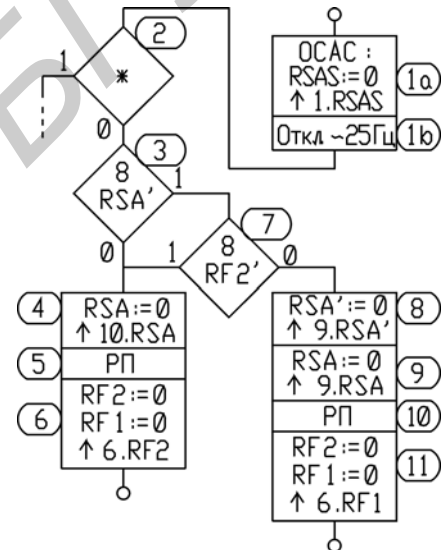 2
1
*
0
ОСАС :
RSAS:=0
↑ 1.RSAS
1a
Откл ~25Гц
1b
3
8
RSA'
1
0
7
8
RF2'
1
0
4
RSA:=0
↑ 10.RSA
5
РП
6
RF2:=0
RF1:=0
↑ 6.RF2
RSA':=0
↑ 9.RSA'
8
RSA:=0
↑ 9.RSA
9
РП
10
RF2:=0
RF1:=0
↑ 6.RF1
11